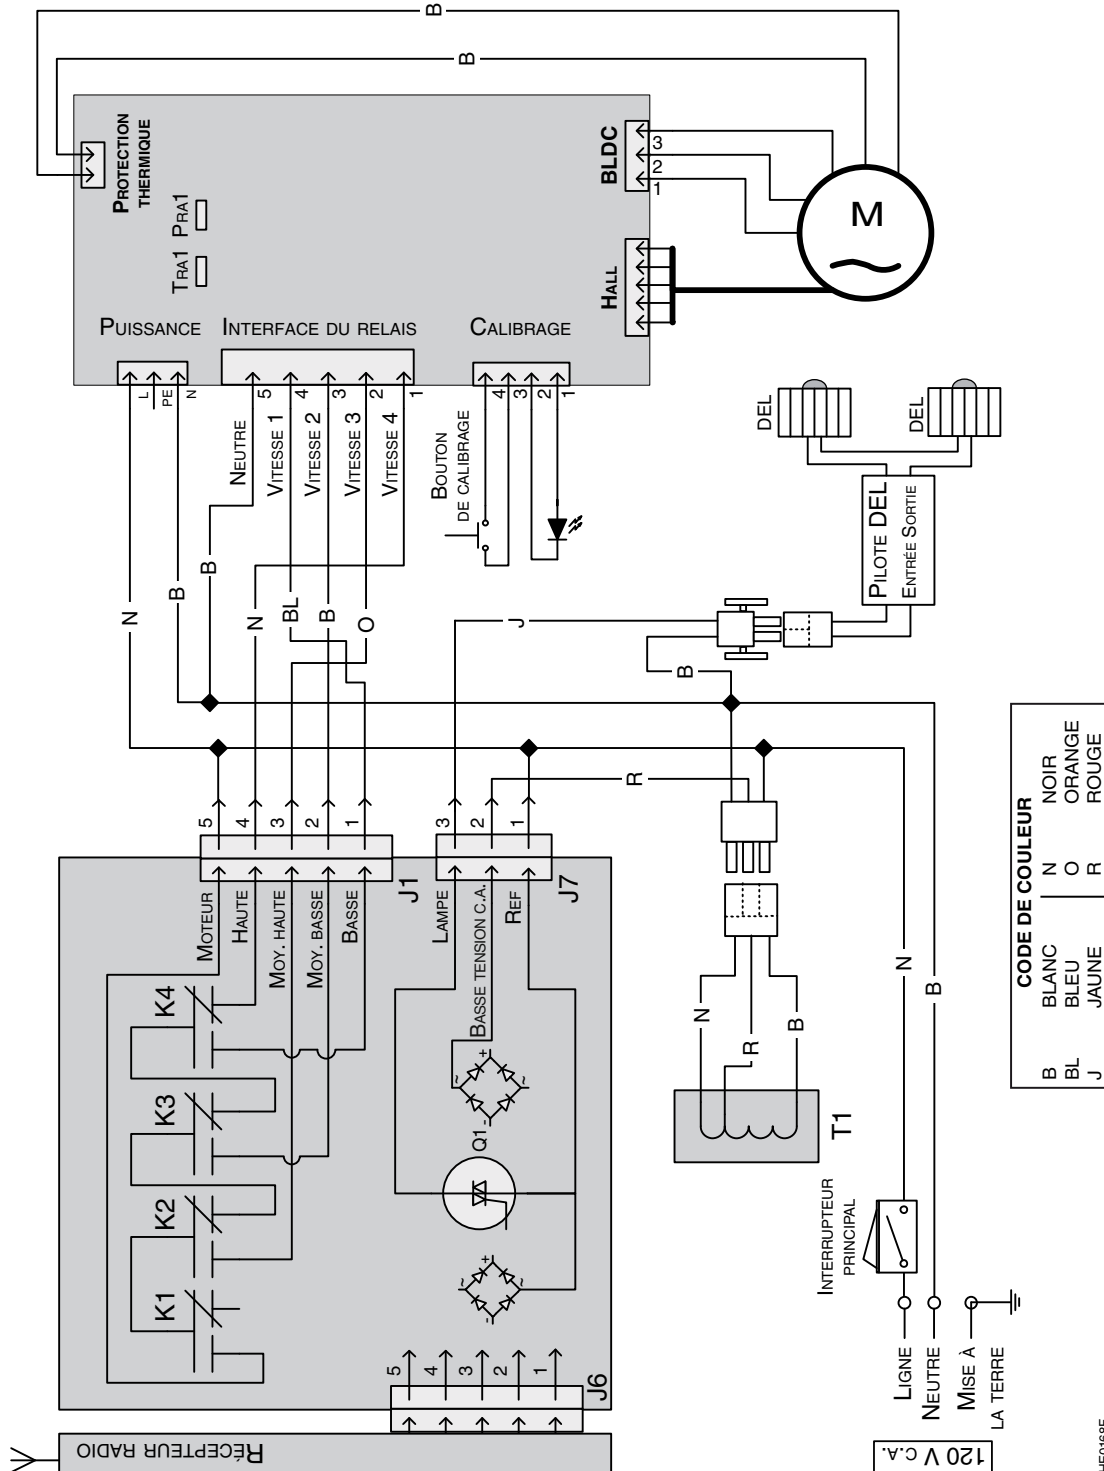 B
B
PROTECTION
THERMIQUE
TRA1
PRA1
BLDC
3
2
1
HALL
M
PUISSANCE
INTERFACE DU RELAIS
CALIBRAGE
L
PE
N
5
4
3
2
1
4
3
2
1
NEUTRE
VITESSE 1
VITESSE 2
VITESSE 3
VITESSE 4
BOUTON
DE CALIBRAGE
DEL
DEL
PILOTE DEL
ENTRÉE SORTIE
N
B
B
N
BL
B
O
J
B
R
5
4
3
2
1
J1
3
2
1
J7
MOTEUR
HAUTE
MOY. HAUTE
MOY. BASSE
BASSE
LAMPE
BASSE TENSION C.A.
REF
K4
K3
K2
K1
~
+
-
~
Q1
~
+
-
~
N
R
B
T1
N
B
INTERRUPTEUR
PRINCIPAL
5
4
3
2
1
J6
RÉCEPTEUR RADIO
LIGNE
NEUTRE
MISE À
LA TERRE
120 V C.A.
CODE DE COULEUR
B BLANC N NOIR
BL BLEU O ORANGE
J JAUNE R ROUGE
HE0168F